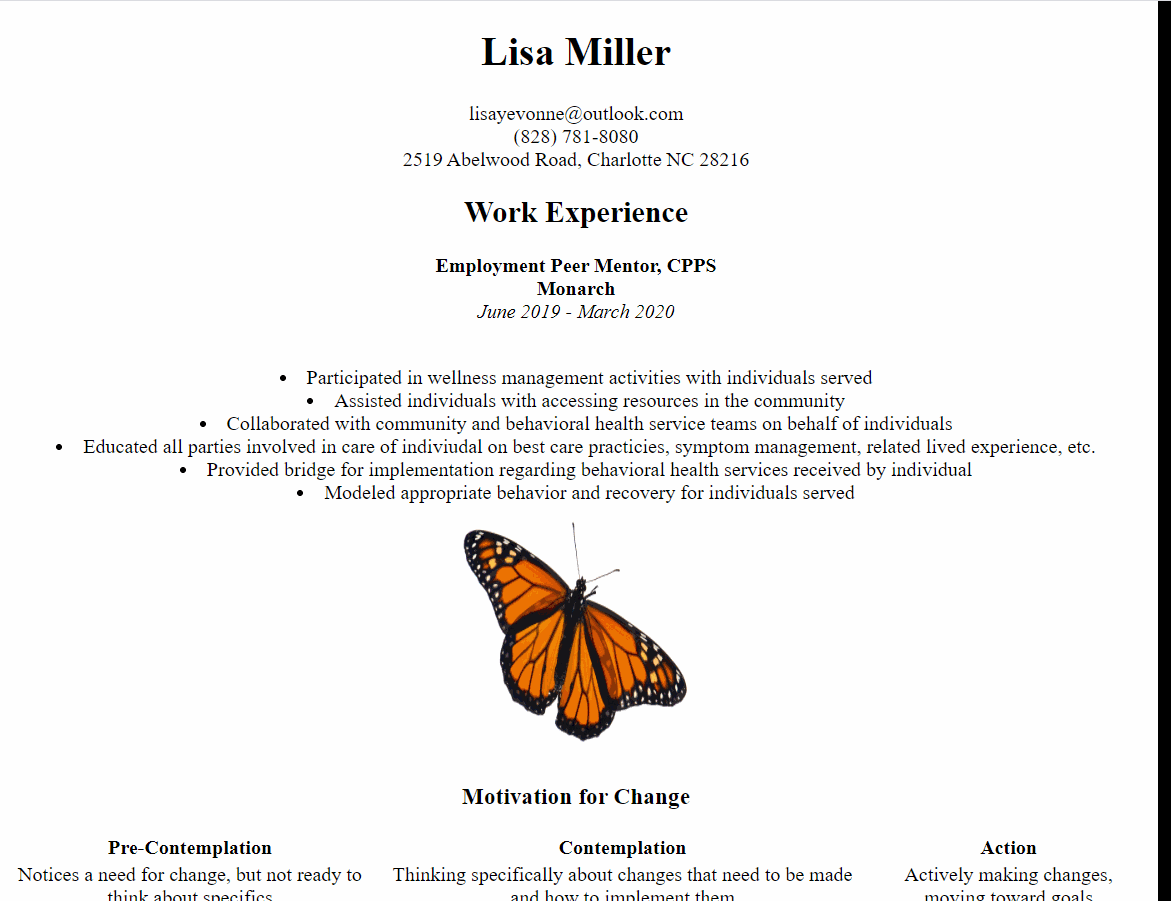 Lisa Miller
lisayevonne@outlook.com
(828) 781-8080
2519 Abelwood Road, Charlotte NC 28216
Work Experience
Employment Peer Mentor, CPPS
Monarch
June 2019 - March 2020
• Participated in wellness management activities with individuals served
• Assisted individuals with accessing resources in the community
• Collaborated with community and behavioral health service teams on behalf of individuals
• Educated all parties involved in care of indiviudal on best care practicies, symptom management, related lived experience, etc.
• Provided bridge for implementation regarding behavioral health services received by individual
• Modeled appropriate behavior and recovery for individuals served
Motivation for Change
Pre-Contemplation Contemplation Action
Notices a need for change, but not ready to Thinking specifically about changes that need to be made Actively making changes,
think about specifics and how to implement them moving toward goals